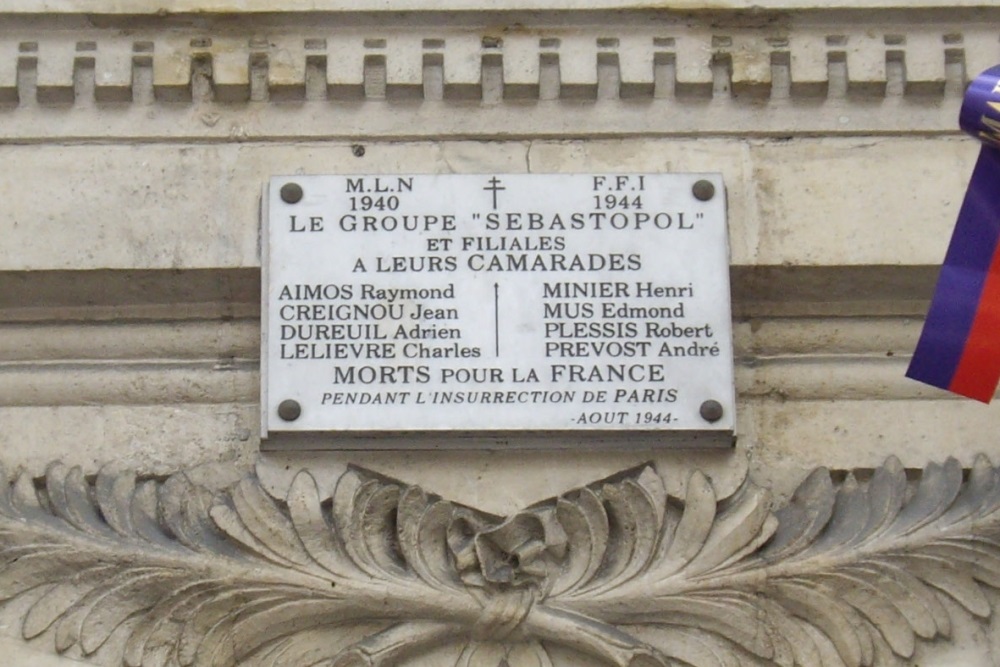 M.L.N F.F.I
1940 1944
LE GROUPE "SEBASTOPOL"
ET FILIALES
A LEURS CAMARADES
AIMOS Raymond
CREIGNOU Jean
DUREUIL Adrien
LELIEVRE Charles
MINIER Henri
MUS Edmond
PLESSIS Robert
PREVOST André
MORTS POUR LA FRANCE
PENDANT L'INSURRECTION DE PARIS
-AOUT 1944-